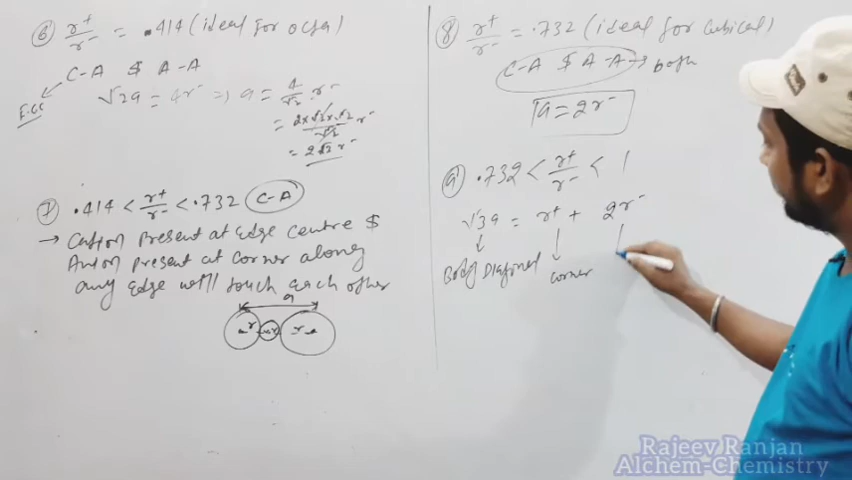 ⑥ r⁺/r⁻ = .414 (ideal for octa)
C-A $ A-A
FCC
√2a = 4r⁻ ⇒ a = 4/√2 · r⁻
= 2×√2×√2/√2 r⁻
= 2√2 r⁻
⑦ .414 < r⁺/r⁻ < .732 (C-A)
→ Cation present at edge centre $
Anion present at corner along
any edge will touch each other
a
⑧ r⁺/r⁻ = .732 (ideal for cubical)
C-A $ A-A → both
a = 2r⁻
⑨ .732 < r⁺/r⁻ < 1
√3a = r⁺ + 2r⁻
Body Diagonal corner
Rajeev Ranjan
Alchem-Chemistry